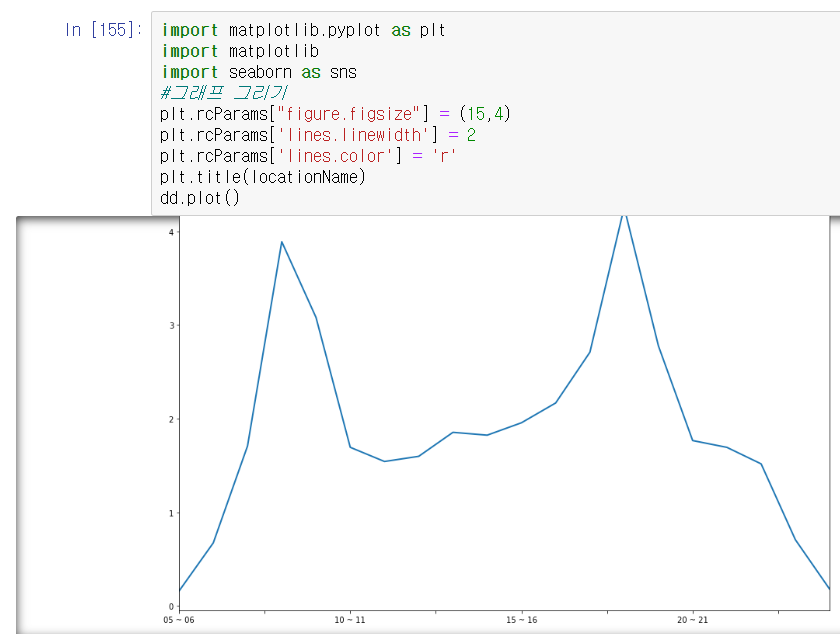 In [155]: import matplotlib.pyplot as plt
import matplotlib
import seaborn as sns
#그래프 그리기
plt.rcParams["figure.figsize"] = (15,4)
plt.rcParams['lines.linewidth'] = 2
plt.rcParams['lines.color'] = 'r'
plt.title(locationName)
dd.plot()
4
3
2
1
0
05 ~ 06 10 ~ 11 15 ~ 16 20 ~ 21